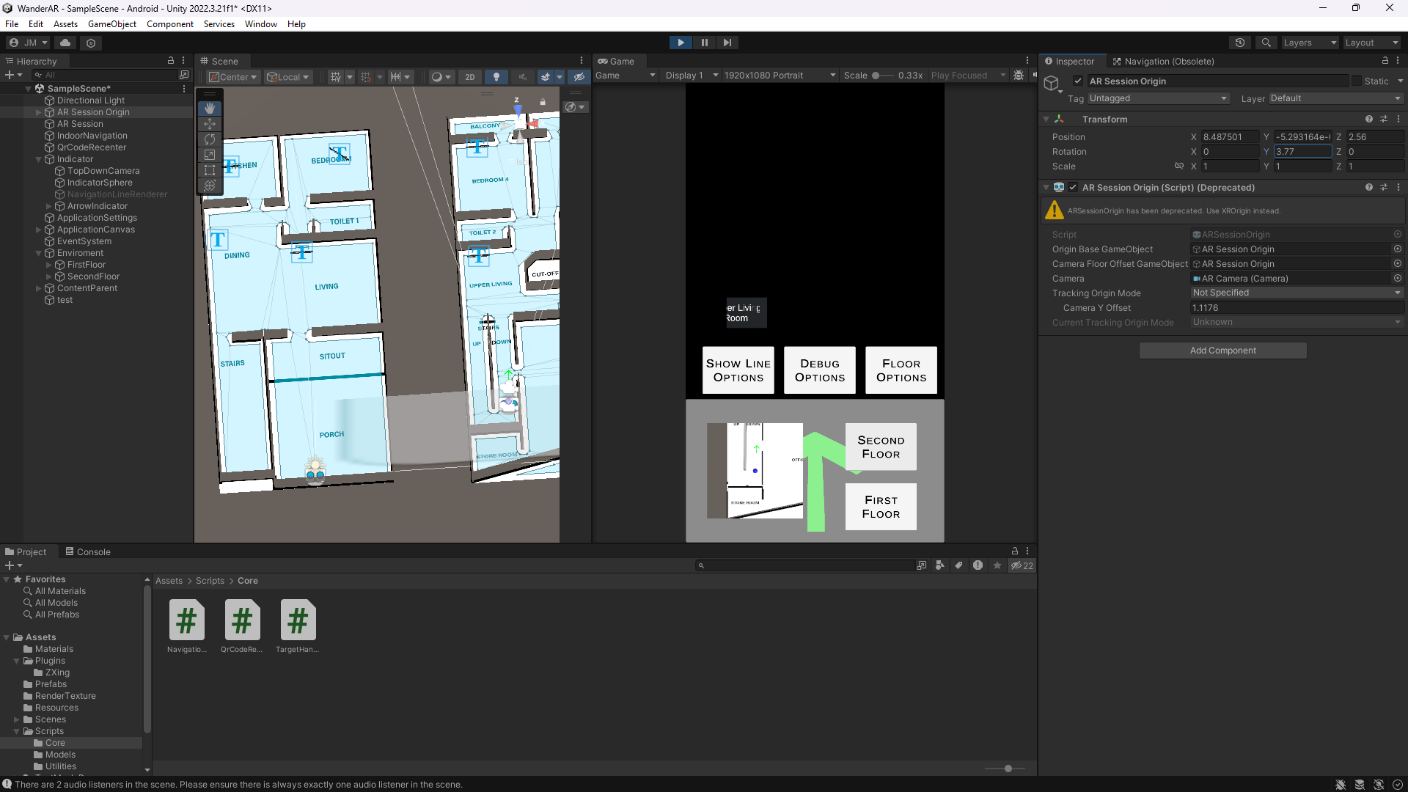 WanderAR - SampleScene - Android - Unity 2022.3.21f1* <DX11>
File Edit Assets GameObject Component Services Window Help
JM
Layers
Layout
Hierarchy
All
SampleScene*
Directional Light
AR Session Origin
AR Session
IndoorNavigation
QrCodeRecenter
Indicator
TopDownCamera
IndicatorSphere
NavigationLineRenderer
ArrowIndicator
ApplicationSettings
ApplicationCanvas
EventSystem
Enviroment
FirstFloor
SecondFloor
ContentParent
test
Scene
Center
Local
2D
Z
BEDROOM
TOILET 1
DINING
LIVING
STAIRS
SITOUT
PORCH
BALCONY
BEDROOM 4
TOILET 2
CUT-OFF
UPPER LIVING
STAIRS
UP
DOWN
STORE ROOM
Game
Game Display 1 1920x1080 Portrait Scale 0.33x Play Focused
er Living
Room
SHOW LINE
OPTIONS
DEBUG
OPTIONS
FLOOR
OPTIONS
SECOND
FLOOR
FIRST
FLOOR
STORE ROOM
Inspector
Navigation (Obsolete)
AR Session Origin
Static
Tag Untagged Layer Default
Transform
Position X 8.487501 Y -5.293164e- Z 2.56
Rotation X 0 Y 3.77 Z 0
Scale X 1 Y 1 Z 1
AR Session Origin (Script) (Deprecated)
ARSessionOrigin has been deprecated. Use XROrigin instead.
Script ARSessionOrigin
Origin Base GameObject AR Session Origin
Camera Floor Offset GameObject AR Session Origin
Camera AR Camera (Camera)
Tracking Origin Mode Not Specified
Camera Y Offset 1.1176
Current Tracking Origin Mode Unknown
Add Component
Project
Console
22
Favorites
All Materials
All Models
All Prefabs
Assets
Materials
Plugins
ZXing
Prefabs
RenderTexture
Resources
Scenes
Scripts
Core
Models
Utilities
Assets > Scripts > Core
Navigatio...
QrCodeRe...
TargetHan...
There are 2 audio listeners in the scene. Please ensure there is always exactly one audio listener in the scene.